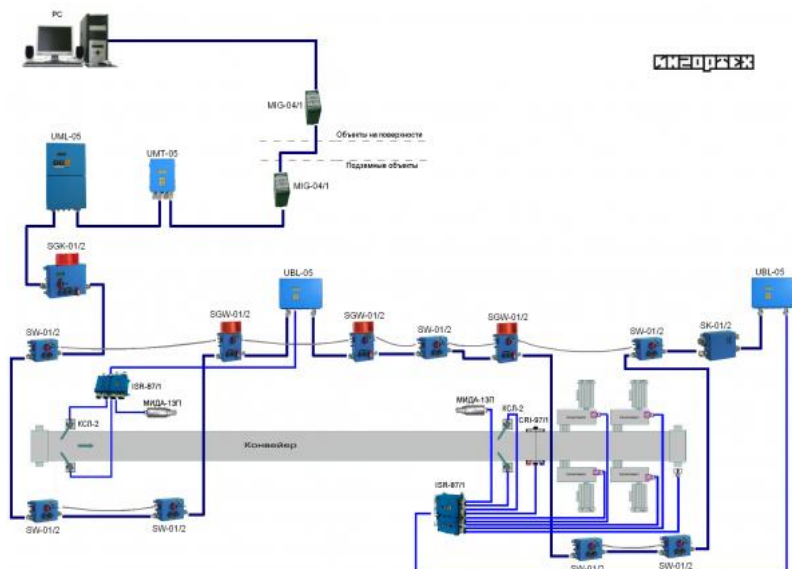 PC
ИНГОРТЕХ
MIG-04/1
Объекты на поверхности
Подземные объекты
UML-05
UMT-05
MIG-04/1
SGK-01/2
UBL-05
UBL-05
SGW-01/2
SGW-01/2
SGW-01/2
SW-01/2
SW-01/2
SW-01/2
SK-01/2
ISR-87/1
МИДА-13П
МИДА-13П
КСЛ-2
КСЛ-2
CRI-97/1
Конвейер
ISR-87/1
SW-01/2
SW-01/2
SW-01/2
SW-01/2